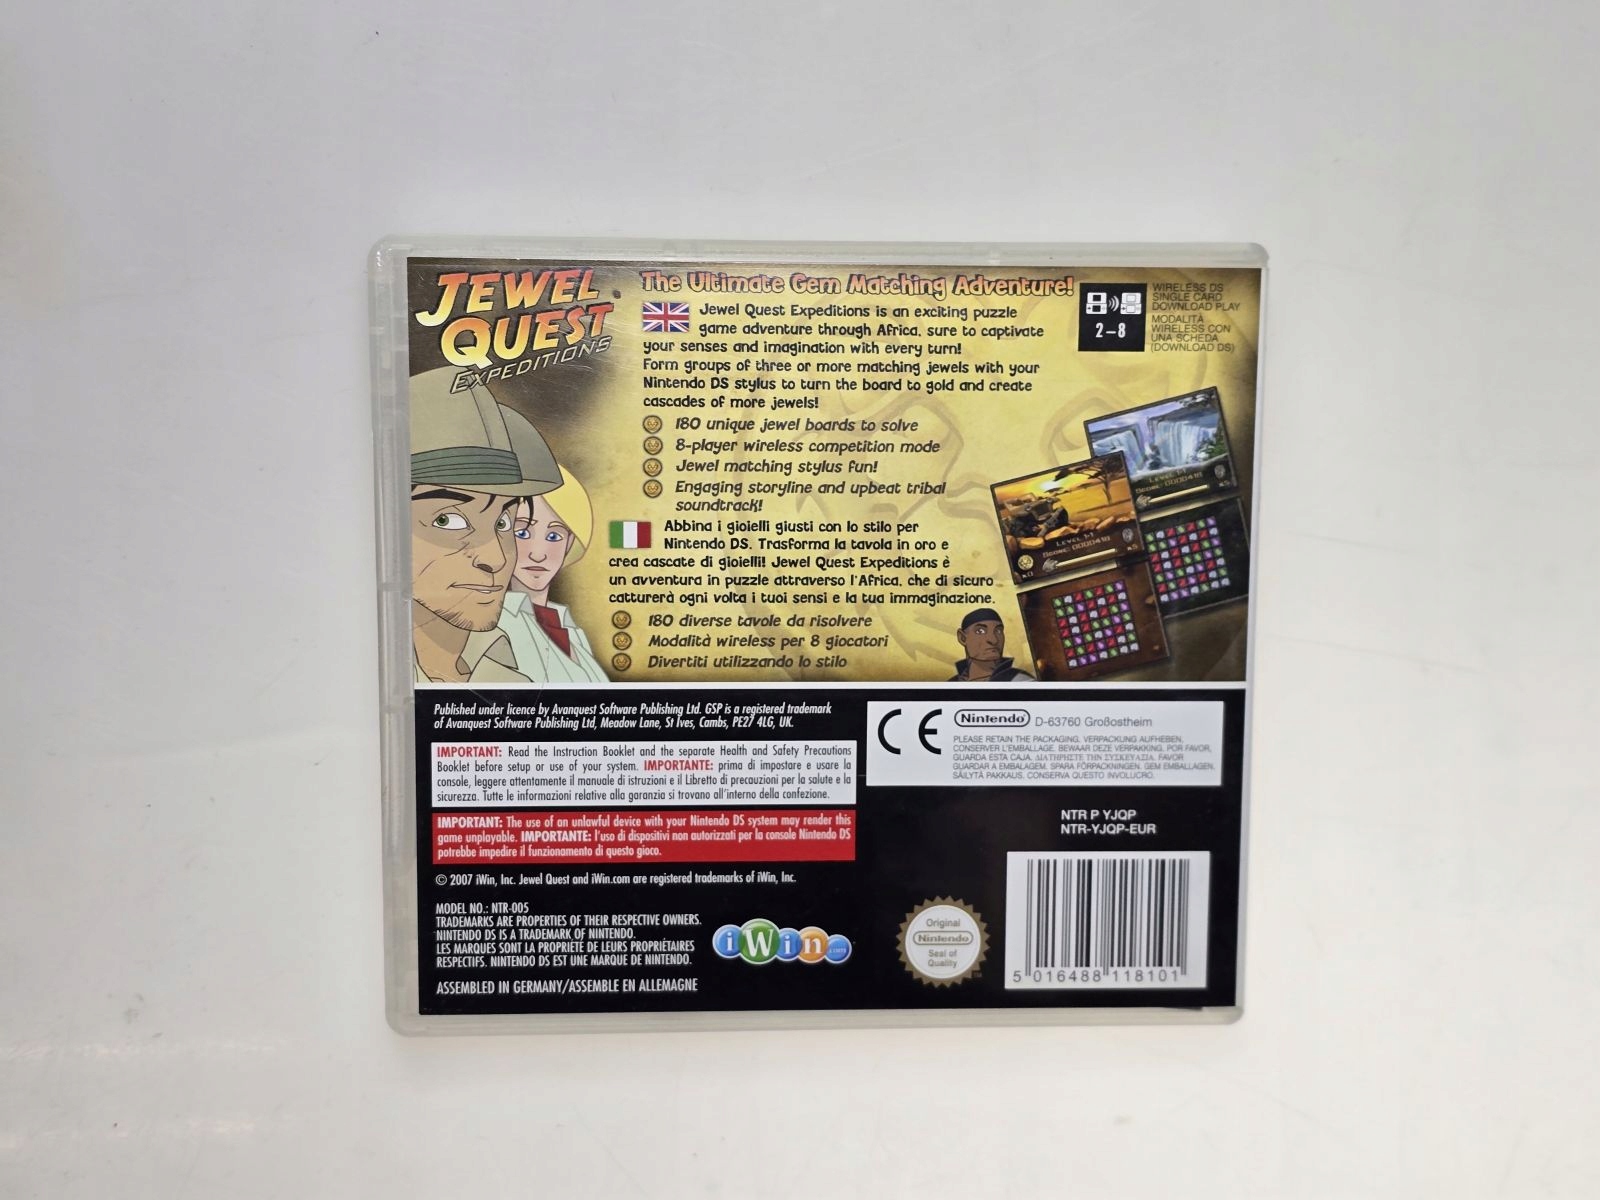 JEWEL
QUEST
EXPEDITIONS
The Ultimate Gem Matching Adventure!
Jewel Quest Expeditions is an exciting puzzle
game adventure through Africa, sure to captivate
your senses and imagination with every turn!
Form groups of three or more matching jewels with your
Nintendo DS stylus to turn the board to gold and create
cascades of more jewels!
180 unique jewel boards to solve
8-player wireless competition mode
Jewel matching stylus fun!
Engaging storyline and upbeat tribal
soundtrack!
Abbina i gioielli giusti con lo stilo per
Nintendo DS. Trasforma la tavola in oro e
crea cascate di gioielli! Jewel Quest Expeditions è
un avventura in puzzle attraverso l'Africa, che di sicuro
catturerà ogni volta i tuoi sensi e la tua immaginazione.
180 diverse tavole da risolvere
Modalità wireless per 8 giocatori
Divertiti utilizzando lo stilo
2-8
WIRELESS DS
SINGLE CARD
DOWNLOAD PLAY
MODALITÀ
WIRELESS CON
UNA SCHEDA
(DOWNLOAD DS)
LEVEL 1-1
SCORE: 0000418
x5
LEVEL 1-1
SCORE: 0000418
x0
x5
Published under licence by Avanquest Software Publishing Ltd. GSP is a registered trademark
of Avanquest Software Publishing Ltd, Meadow Lane, St Ives, Cambs, PE27 4LG, UK.
IMPORTANT: Read the Instruction Booklet and the separate Health and Safety Precautions
Booklet before setup or use of your system. IMPORTANTE: prima di impostare e usare la
console, leggere attentamente il manuale di istruzioni e il Libretto di precauzioni per la salute e la
sicurezza. Tutte le informazioni relative alla garanzia si trovano all'interno della confezione.
IMPORTANT: The use of an unlawful device with your Nintendo DS system may render this
game unplayable. IMPORTANTE: l'uso di dispositivi non autorizzati per la console Nintendo DS
potrebbe impedire il funzionamento di questo gioco.
© 2007 iWin, Inc. Jewel Quest and iWin.com are registered trademarks of iWin, Inc.
MODEL NO.: NTR-005
TRADEMARKS ARE PROPERTIES OF THEIR RESPECTIVE OWNERS.
NINTENDO DS IS A TRADEMARK OF NINTENDO.
LES MARQUES SONT LA PROPRIETE DE LEURS PROPRIÉTAIRES
RESPECTIFS. NINTENDO DS EST UNE MARQUE DE NINTENDO.
ASSEMBLED IN GERMANY/ASSEMBLE EN ALLEMAGNE
iWin.com
CE
Nintendo D-63760 Großostheim
PLEASE RETAIN THE PACKAGING. VERPACKUNG AUFHEBEN.
CONSERVER L'EMBALLAGE. BEWAAR DEZE VERPAKKING. POR FAVOR,
GUARDA ESTA CAJA. ΔΙΑΤΗΡΗΣΤΕ ΤΗΝ ΣΥΣΚΕΥΑΣΙΑ. FAVOR
GUARDAR A EMBALAGEM. SPARA FÖRPACKNINGEN. GEM EMBALLAGEN.
SÄILYTÄ PAKKAUS. CONSERVA QUESTO INVOLUCRO.
NTR P YJQP
NTR-YJQP-EUR
Original
Nintendo
Seal of
Quality
5 016488 118101